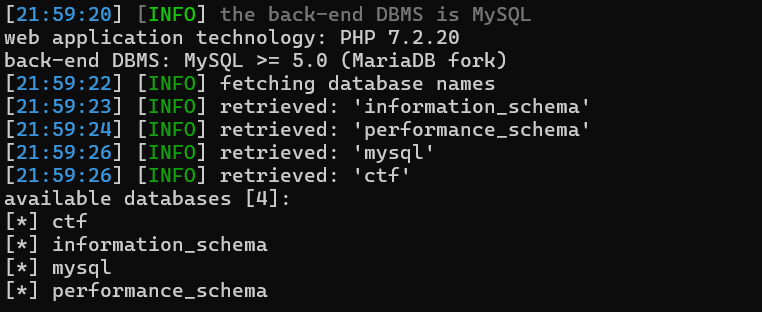 [21:59:20] [INFO] the back-end DBMS is MySQL
web application technology: PHP 7.2.20
back-end DBMS: MySQL >= 5.0 (MariaDB fork)
[21:59:22] [INFO] fetching database names
[21:59:23] [INFO] retrieved: 'information_schema'
[21:59:24] [INFO] retrieved: 'performance_schema'
[21:59:26] [INFO] retrieved: 'mysql'
[21:59:26] [INFO] retrieved: 'ctf'
available databases [4]:
[*] ctf
[*] information_schema
[*] mysql
[*] performance_schema